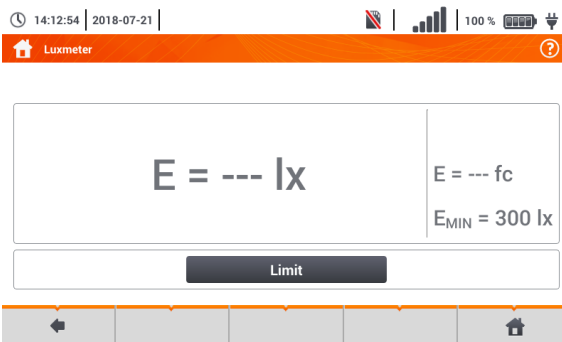 14:12:54 2018-07-21 100 %
Luxmeter ?
E = --- lx
E = --- fc
EMIN = 300 lx
Limit